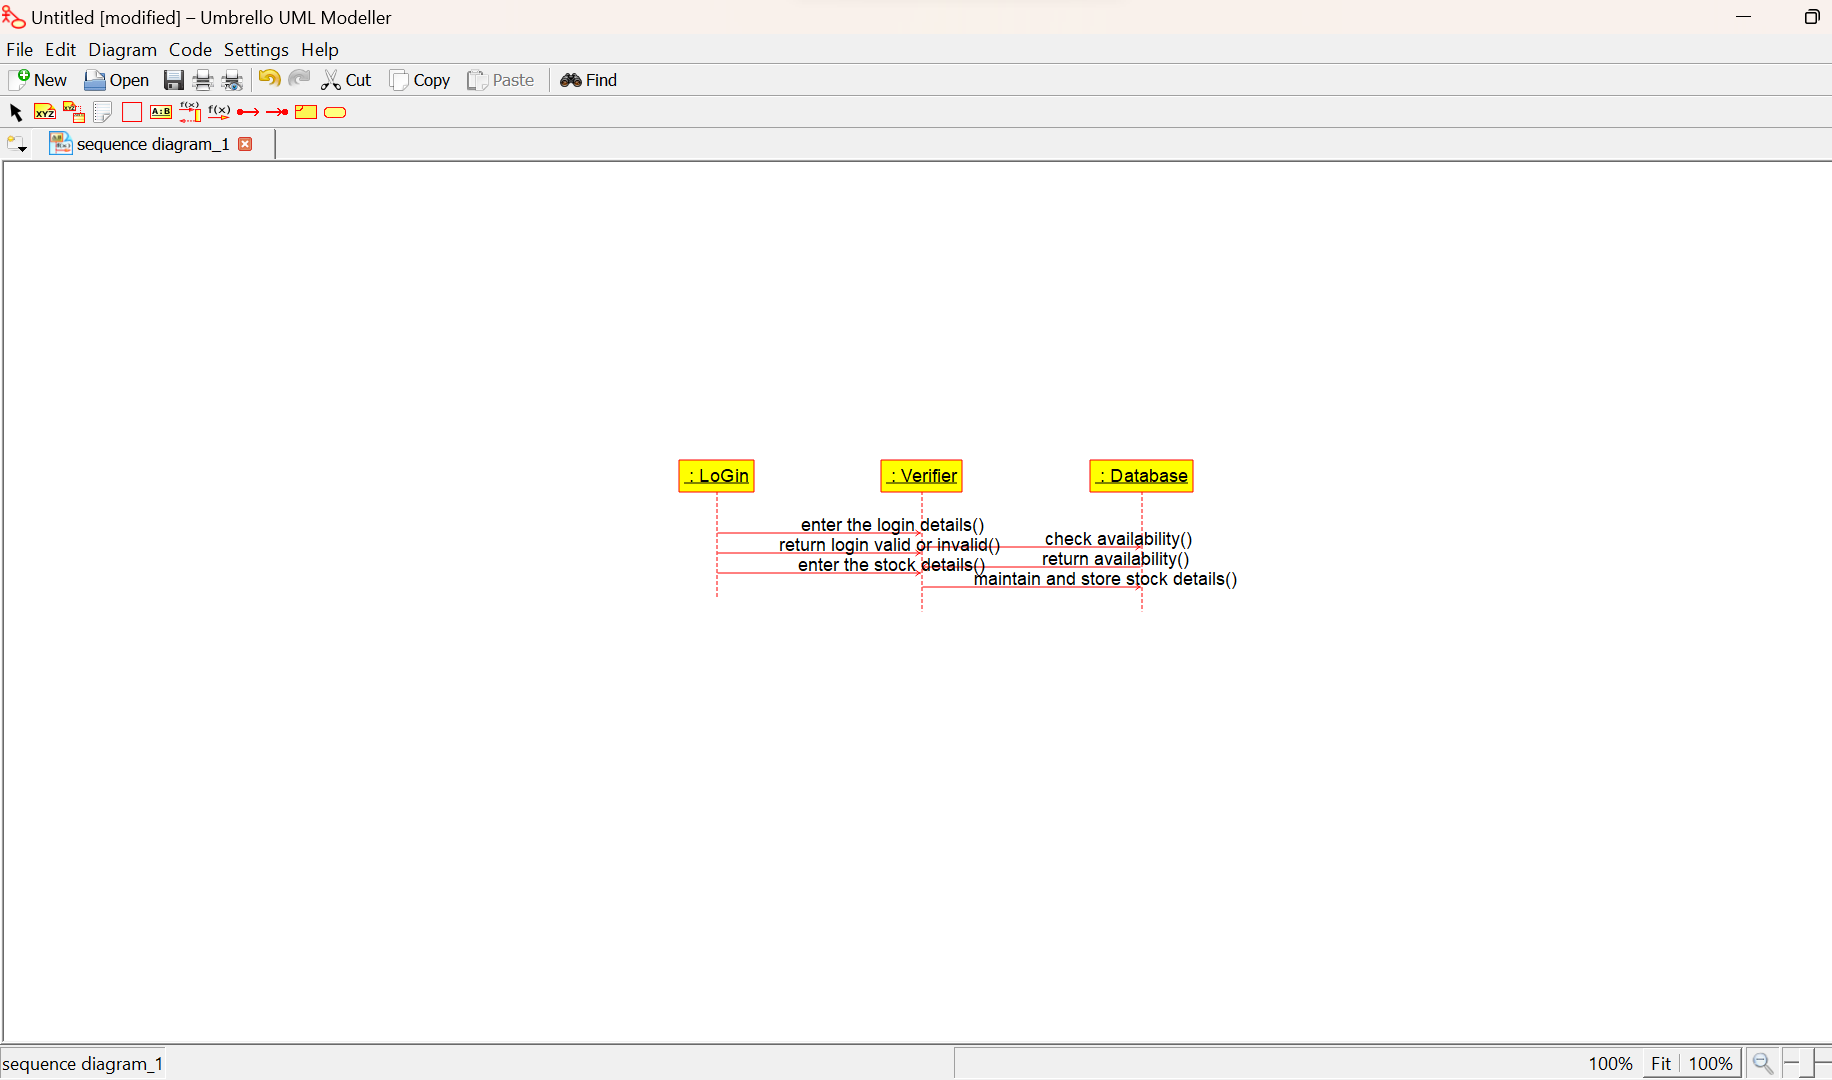 Untitled [modified] – Umbrello UML Modeller
File Edit Diagram Code Settings Help
New Open Cut Copy Paste Find
XYZ XYZ A:B f(x) f(x)
sequence diagram_1
: LoGin : Verifier : Database
enter the login details()
check availability()
return login valid or invalid()
return availability()
enter the stock details()
maintain and store stock details()
sequence diagram_1 100% Fit 100%